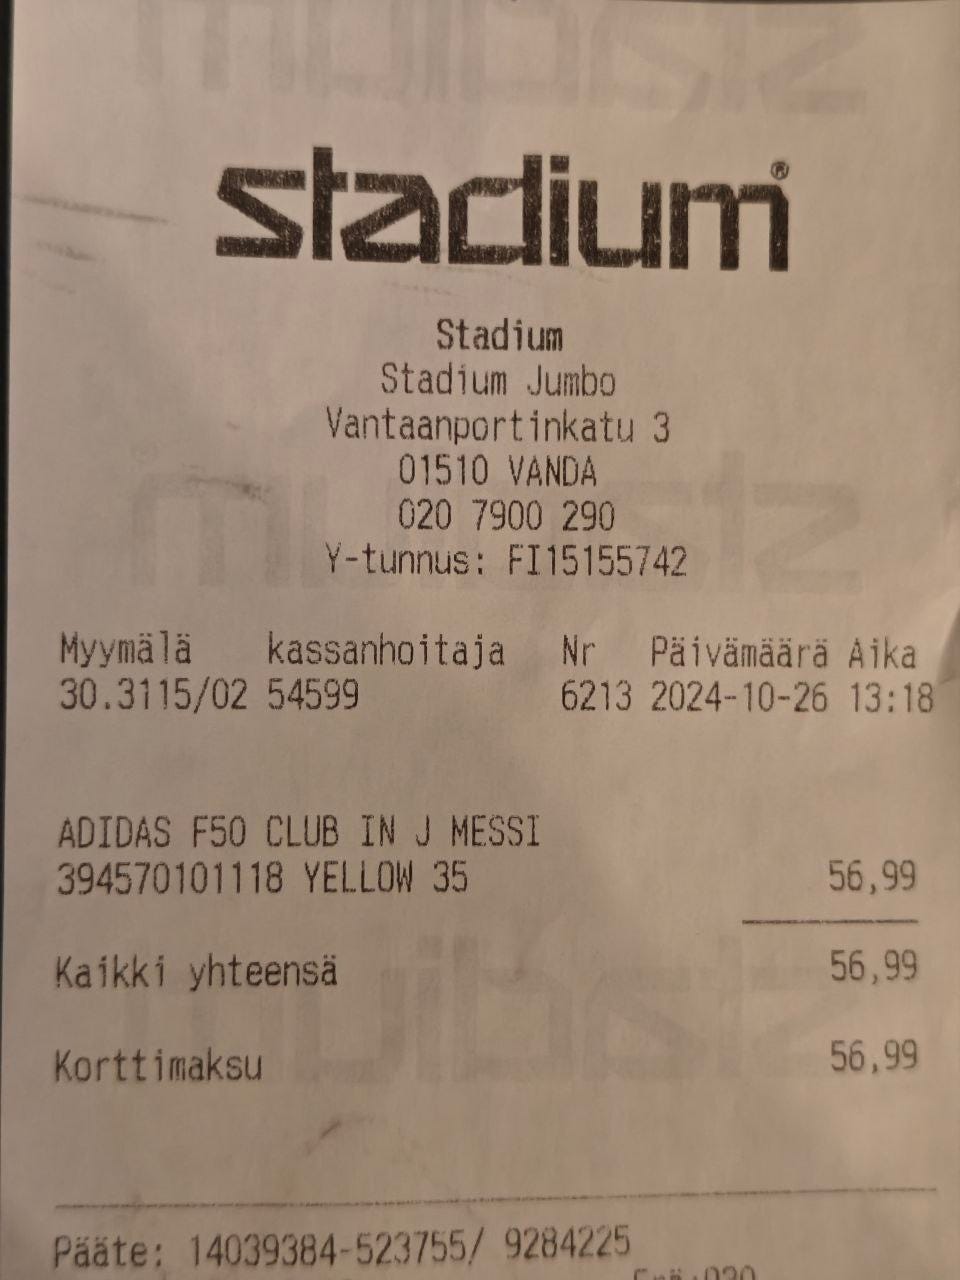 stadium®
Stadium
Stadium Jumbo
Vantaanportinkatu 3
01510 VANDA
020 7900 290
Y-tunnus: FI15155742
Myymälä kassanhoitaja Nr Päivämäärä Aika
30.3115/02 54599 6213 2024-10-26 13:18
ADIDAS F50 CLUB IN J MESSI
394570101118 YELLOW 35 56,99
Kaikki yhteensä 56,99
Korttimaksu 56,99
Pääte: 14039384-523755/ 9284225